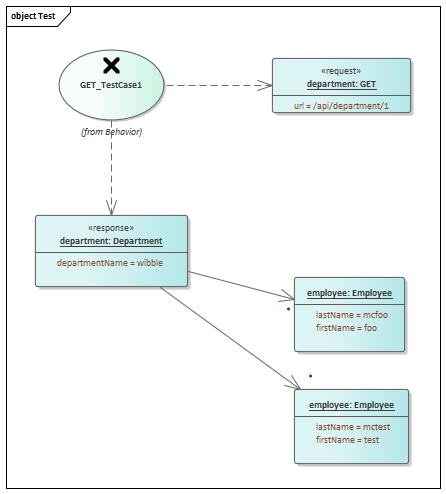 object Test
GET_TestCase1
(from Behavior)
«request»
department: GET
url = /api/department/1
«response»
department: Department
departmentName = wibble
employee: Employee
lastName = mcfoo
firstName = foo
*
*
employee: Employee
lastName = mctest
firstName = test